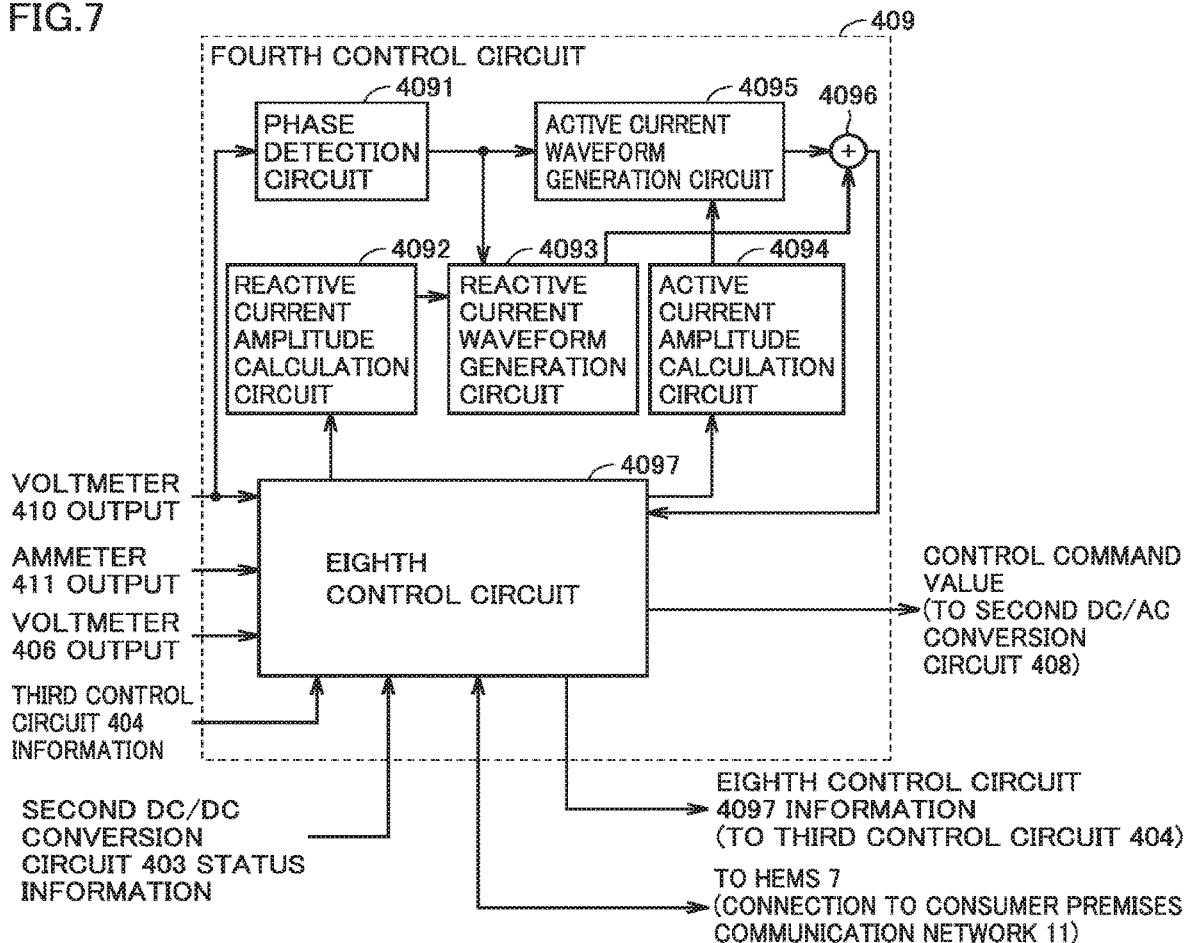 FIG.7
409
FOURTH CONTROL CIRCUIT
4091
PHASE
DETECTION
CIRCUIT
4095
ACTIVE CURRENT
WAVEFORM
GENERATION CIRCUIT
4096
+
4092
REACTIVE
CURRENT
AMPLITUDE
CALCULATION
CIRCUIT
4093
REACTIVE
CURRENT
WAVEFORM
GENERATION
CIRCUIT
4094
ACTIVE
CURRENT
AMPLITUDE
CALCULATION
CIRCUIT
4097
EIGHTH
CONTROL CIRCUIT
VOLTMETER
410 OUTPUT
AMMETER
411 OUTPUT
VOLTMETER
406 OUTPUT
THIRD CONTROL
CIRCUIT 404
INFORMATION
SECOND DC/DC
CONVERSION
CIRCUIT 403 STATUS
INFORMATION
CONTROL COMMAND
VALUE
(TO SECOND DC/AC
CONVERSION
CIRCUIT 408)
EIGHTH CONTROL CIRCUIT
4097 INFORMATION
(TO THIRD CONTROL CIRCUIT 404)
TO HEMS 7
(CONNECTION TO CONSUMER PREMISES
COMMUNICATION NETWORK 11)